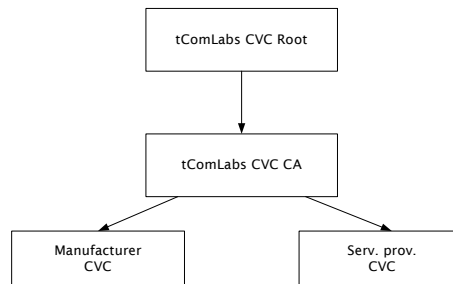 tComLabs CVC Root
tComLabs CVC CA
Manufacturer
CVC
Serv. prov.
CVC